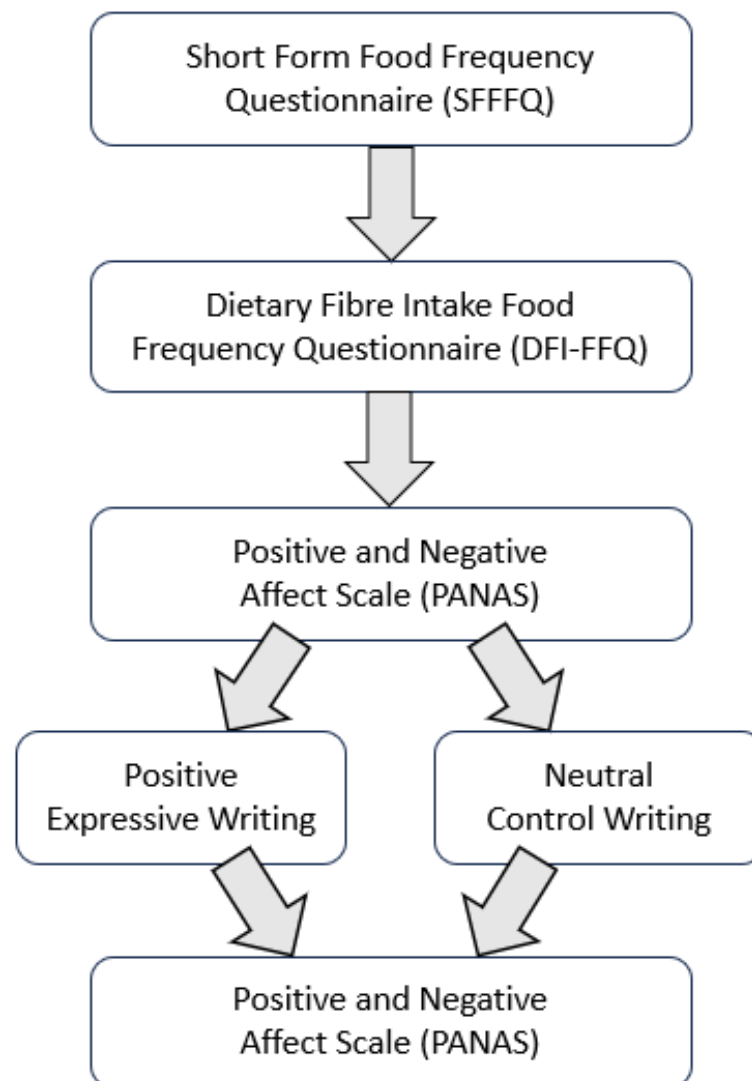 Short Form Food Frequency
Questionnaire (SFFFQ)
Dietary Fibre Intake Food
Frequency Questionnaire (DFI-FFQ)
Positive and Negative
Affect Scale (PANAS)
Positive
Expressive Writing
Neutral
Control Writing
Positive and Negative
Affect Scale (PANAS)